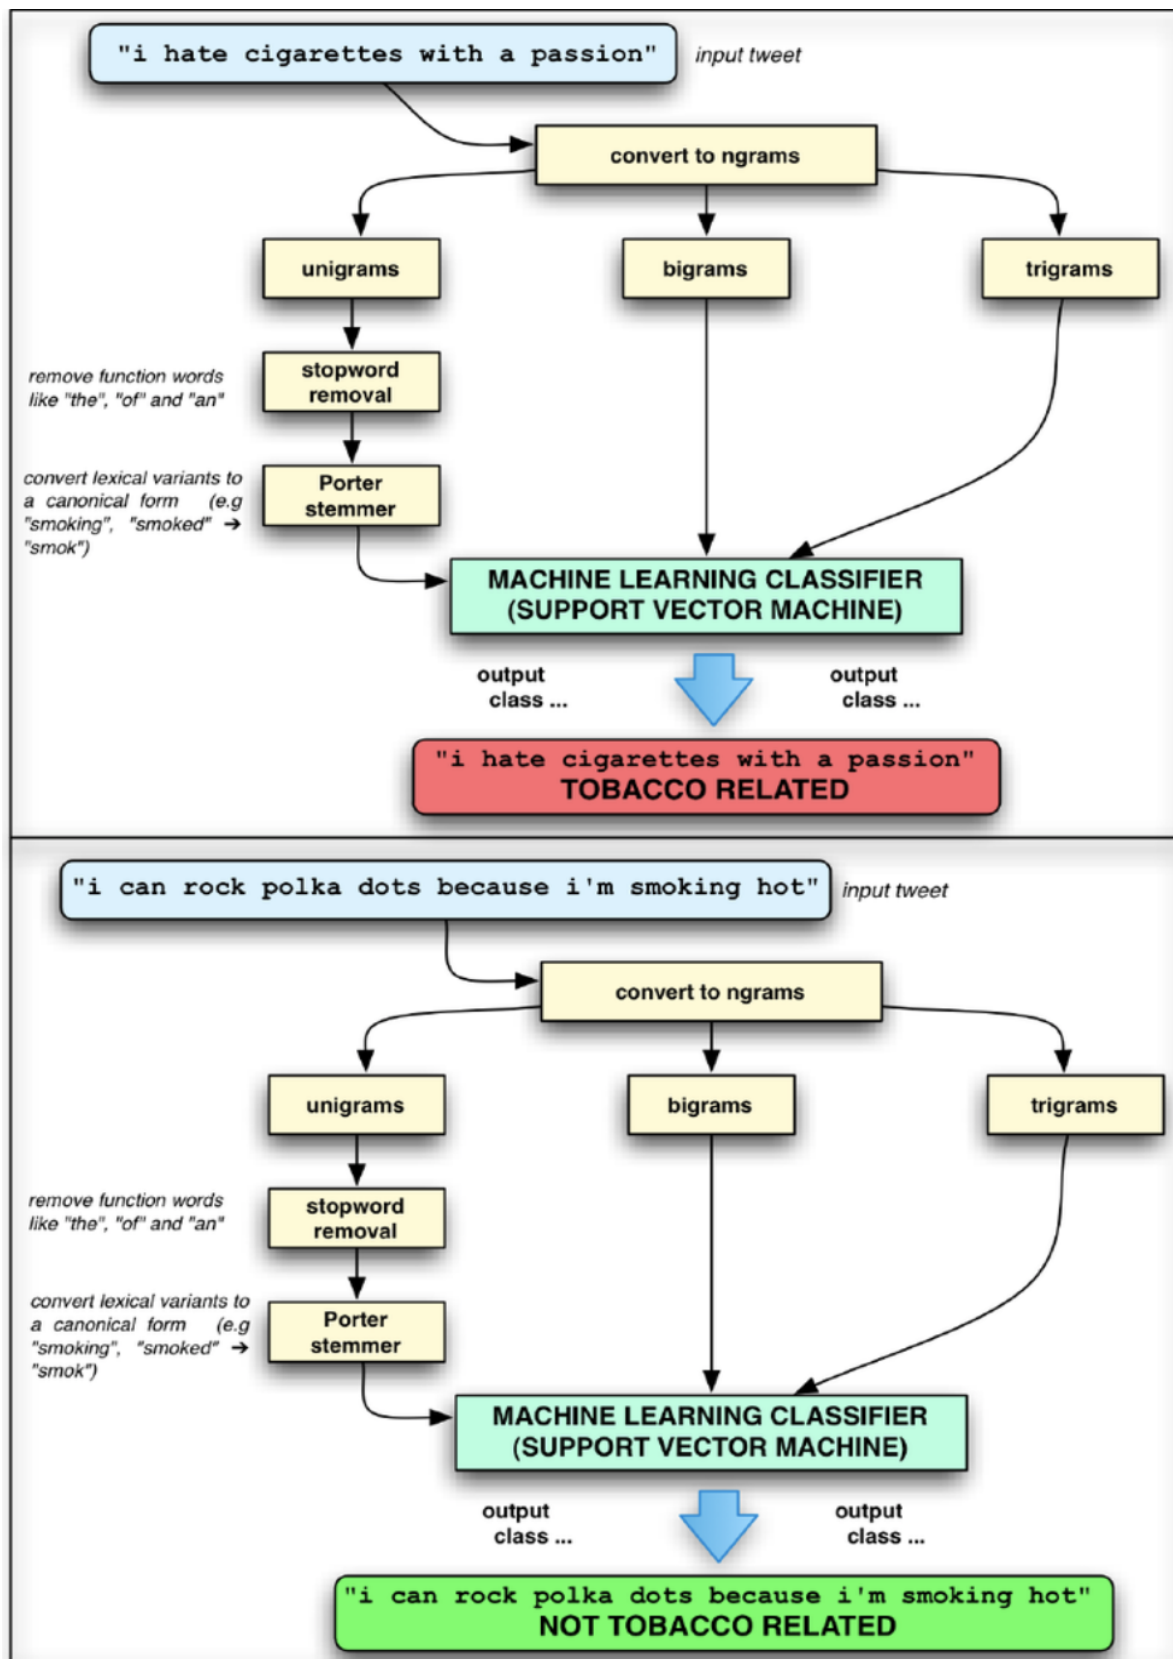 "i hate cigarettes with a passion"
input tweet
convert to ngrams
unigrams
bigrams
trigrams
remove function words
like "the", "of" and "an"
stopword
removal
convert lexical variants to
a canonical form (e.g
"smoking", "smoked" ➔
"smok")
Porter
stemmer
MACHINE LEARNING CLASSIFIER
(SUPPORT VECTOR MACHINE)
output
class ...
output
class ...
"i hate cigarettes with a passion"
TOBACCO RELATED
"i can rock polka dots because i'm smoking hot"
input tweet
convert to ngrams
unigrams
bigrams
trigrams
remove function words
like "the", "of" and "an"
stopword
removal
convert lexical variants to
a canonical form (e.g
"smoking", "smoked" ➔
"smok")
Porter
stemmer
MACHINE LEARNING CLASSIFIER
(SUPPORT VECTOR MACHINE)
output
class ...
output
class ...
"i can rock polka dots because i'm smoking hot"
NOT TOBACCO RELATED